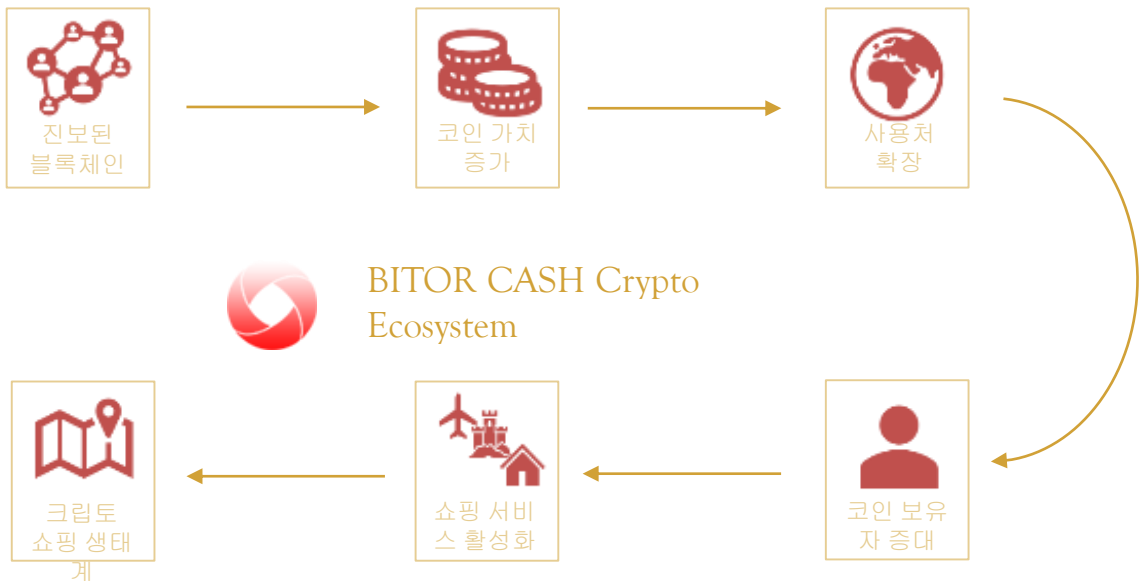 진보된
블록체인
코인 가치
증가
사용처
확장
BITOR CASH Crypto
Ecosystem
크립토
쇼핑 생태
계
쇼핑 서비
스 활성화
코인 보유
자 증대